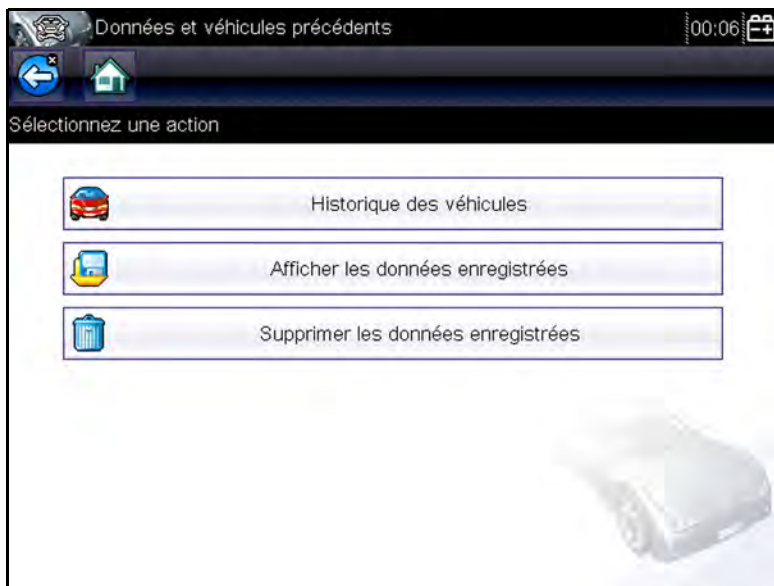 Données et véhicules précédents
00:06
Sélectionnez une action
Historique des véhicules
Afficher les données enregistrées
Supprimer les données enregistrées